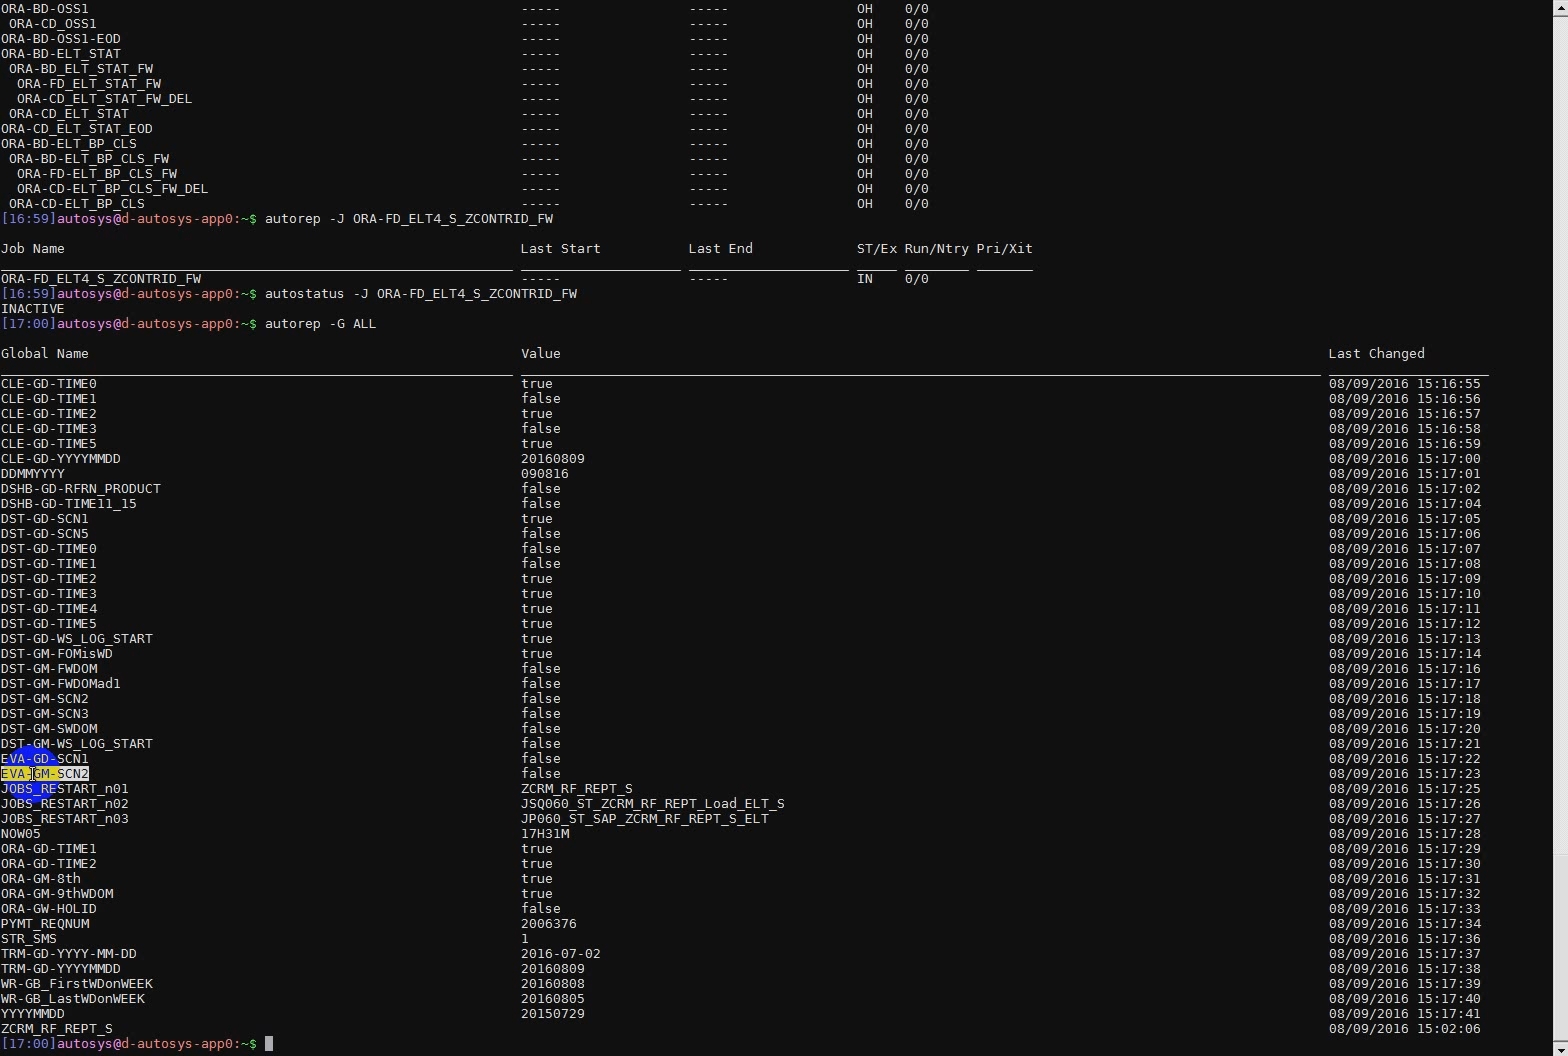 ORA-BD-OSS1 ----- ----- OH 0/0
ORA-CD_OSS1 ----- ----- OH 0/0
ORA-BD-OSS1-EOD ----- ----- OH 0/0
ORA-BD-ELT_STAT ----- ----- OH 0/0
ORA-BD_ELT_STAT_FW ----- ----- OH 0/0
ORA-FD_ELT_STAT_FW ----- ----- OH 0/0
ORA-CD_ELT_STAT_FW_DEL ----- ----- OH 0/0
ORA-CD_ELT_STAT ----- ----- OH 0/0
ORA-CD_ELT_STAT_EOD ----- ----- OH 0/0
ORA-BD-ELT_BP_CLS ----- ----- OH 0/0
ORA-BD-ELT_BP_CLS_FW ----- ----- OH 0/0
ORA-FD-ELT_BP_CLS_FW ----- ----- OH 0/0
ORA-CD-ELT_BP_CLS_FW_DEL ----- ----- OH 0/0
ORA-CD-ELT_BP_CLS ----- ----- OH 0/0
[16:59]autosys@d-autosys-app0:~$ autorep -J ORA-FD_ELT4_S_ZCONTRID_FW
Job Name Last Start Last End ST/Ex Run/Ntry Pri/Xit
ORA-FD_ELT4_S_ZCONTRID_FW ----- ----- IN 0/0
[16:59]autosys@d-autosys-app0:~$ autostatus -J ORA-FD_ELT4_S_ZCONTRID_FW
INACTIVE
[17:00]autosys@d-autosys-app0:~$ autorep -G ALL
Global Name Value Last Changed
CLE-GD-TIME0 true 08/09/2016 15:16:55
CLE-GD-TIME1 false 08/09/2016 15:16:56
CLE-GD-TIME2 true 08/09/2016 15:16:57
CLE-GD-TIME3 false 08/09/2016 15:16:58
CLE-GD-TIME5 true 08/09/2016 15:16:59
CLE-GD-YYYYMMDD 20160809 08/09/2016 15:17:00
DDMMYYYY 090816 08/09/2016 15:17:01
DSHB-GD-RFRN_PRODUCT false 08/09/2016 15:17:02
DSHB-GD-TIME11_15 false 08/09/2016 15:17:04
DST-GD-SCN1 true 08/09/2016 15:17:05
DST-GD-SCN5 false 08/09/2016 15:17:06
DST-GD-TIME0 false 08/09/2016 15:17:07
DST-GD-TIME1 false 08/09/2016 15:17:08
DST-GD-TIME2 true 08/09/2016 15:17:09
DST-GD-TIME3 true 08/09/2016 15:17:10
DST-GD-TIME4 true 08/09/2016 15:17:11
DST-GD-TIME5 true 08/09/2016 15:17:12
DST-GD-WS_LOG_START true 08/09/2016 15:17:13
DST-GM-FOMisWD true 08/09/2016 15:17:14
DST-GM-FWDOM false 08/09/2016 15:17:16
DST-GM-FWDOMad1 false 08/09/2016 15:17:17
DST-GM-SCN2 false 08/09/2016 15:17:18
DST-GM-SCN3 false 08/09/2016 15:17:19
DST-GM-SWDOM false 08/09/2016 15:17:20
DST-GM-WS_LOG_START false 08/09/2016 15:17:21
EVA-GD-SCN1 false 08/09/2016 15:17:22
EVA-GM-SCN2 false 08/09/2016 15:17:23
JOBS_RESTART_n01 ZCRM_RF_REPT_S 08/09/2016 15:17:25
JOBS_RESTART_n02 JSQ060_ST_ZCRM_RF_REPT_Load_ELT_S 08/09/2016 15:17:26
JOBS_RESTART_n03 JP060_ST_SAP_ZCRM_RF_REPT_S_ELT 08/09/2016 15:17:27
NOW05 17H31M 08/09/2016 15:17:28
ORA-GD-TIME1 true 08/09/2016 15:17:29
ORA-GD-TIME2 true 08/09/2016 15:17:30
ORA-GM-8th true 08/09/2016 15:17:31
ORA-GM-9thWDOM true 08/09/2016 15:17:32
ORA-GW-HOLID false 08/09/2016 15:17:33
PYMT_REQNUM 2006376 08/09/2016 15:17:34
STR_SMS 1 08/09/2016 15:17:36
TRM-GD-YYYY-MM-DD 2016-07-02 08/09/2016 15:17:37
TRM-GD-YYYYMMDD 20160809 08/09/2016 15:17:38
WR-GB_FirstWDonWEEK 20160808 08/09/2016 15:17:39
WR-GB_LastWDonWEEK 20160805 08/09/2016 15:17:40
YYYYMMDD 20150729 08/09/2016 15:17:41
ZCRM_RF_REPT_S 08/09/2016 15:02:06
[17:00]autosys@d-autosys-app0:~$